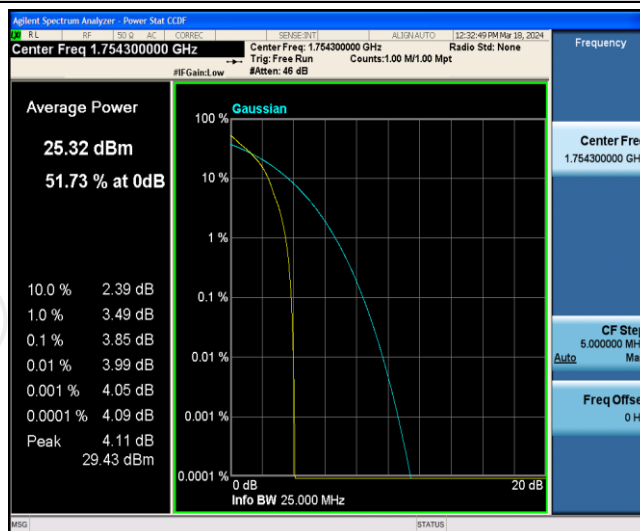 Agilent Spectrum Analyzer - Power Stat CCDF
RL RF 50 Ω AC CORREC SENSE:INT ALIGNAUTO 12:32:49 PM Mar 18, 2024
Center Freq 1.754300000 GHz
Center Freq: 1.754300000 GHz Radio Std: None
Trig: Free Run Counts:1.00 M/1.00 Mpt
#IFGain:Low #Atten: 46 dB
Frequency
Average Power
25.32 dBm
51.73 % at 0dB
10.0 % 2.39 dB
1.0 % 3.49 dB
0.1 % 3.85 dB
0.01 % 3.99 dB
0.001 % 4.05 dB
0.0001 % 4.09 dB
Peak 4.11 dB
29.43 dBm
Gaussian
100 %
10 %
1 %
0.1 %
0.01 %
0.001 %
0.0001 %
0 dB 20 dB
Info BW 25.000 MHz
Center Fre
1.754300000 GH
CF Step
5.000000 MH
Auto Ma
Freq Offse
0 H
MSG STATUS